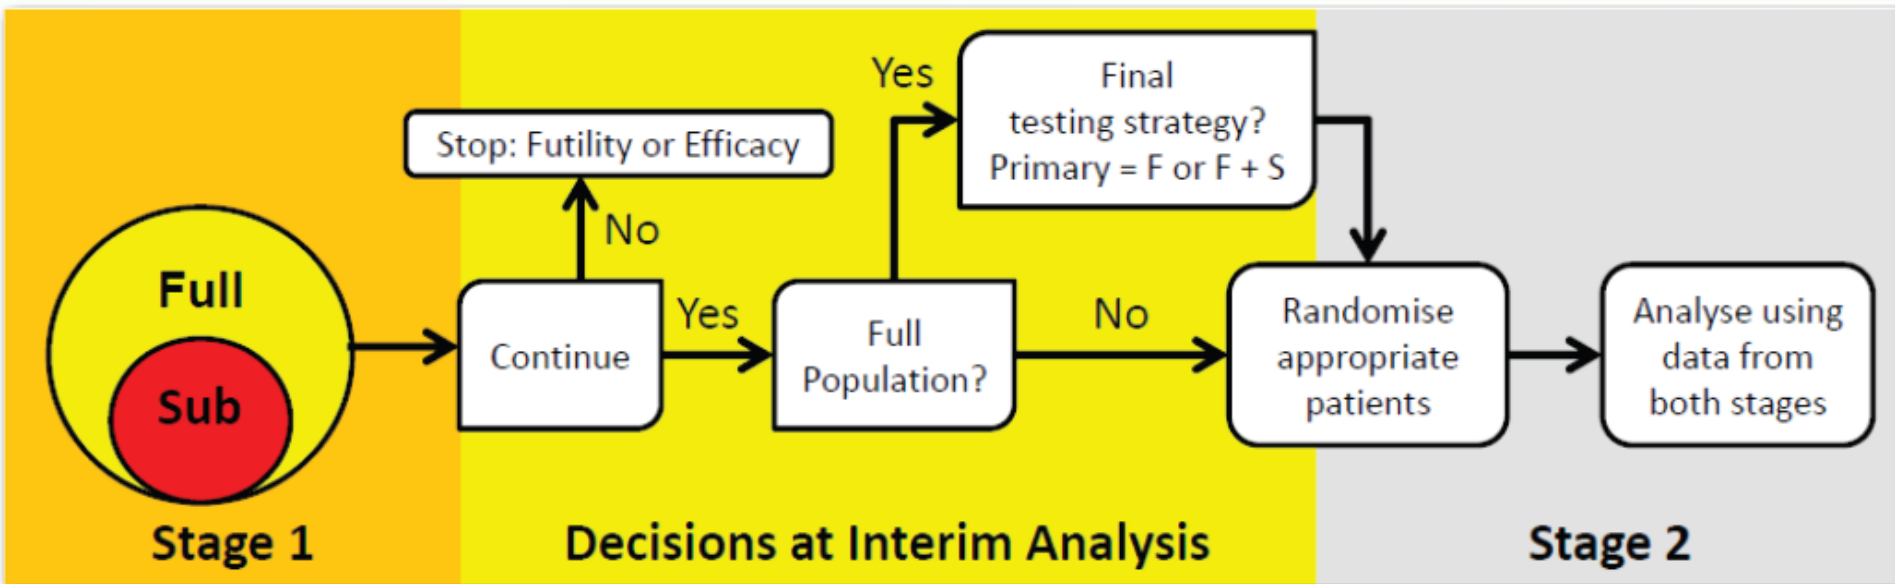 Full
Sub
Stage 1
Stop: Futility or Efficacy
No
Continue
Yes
Full
Population?
Yes
Final
testing strategy?
Primary = F or F + S
No
Decisions at Interim Analysis
Randomise
appropriate
patients
Analyse using
data from
both stages
Stage 2